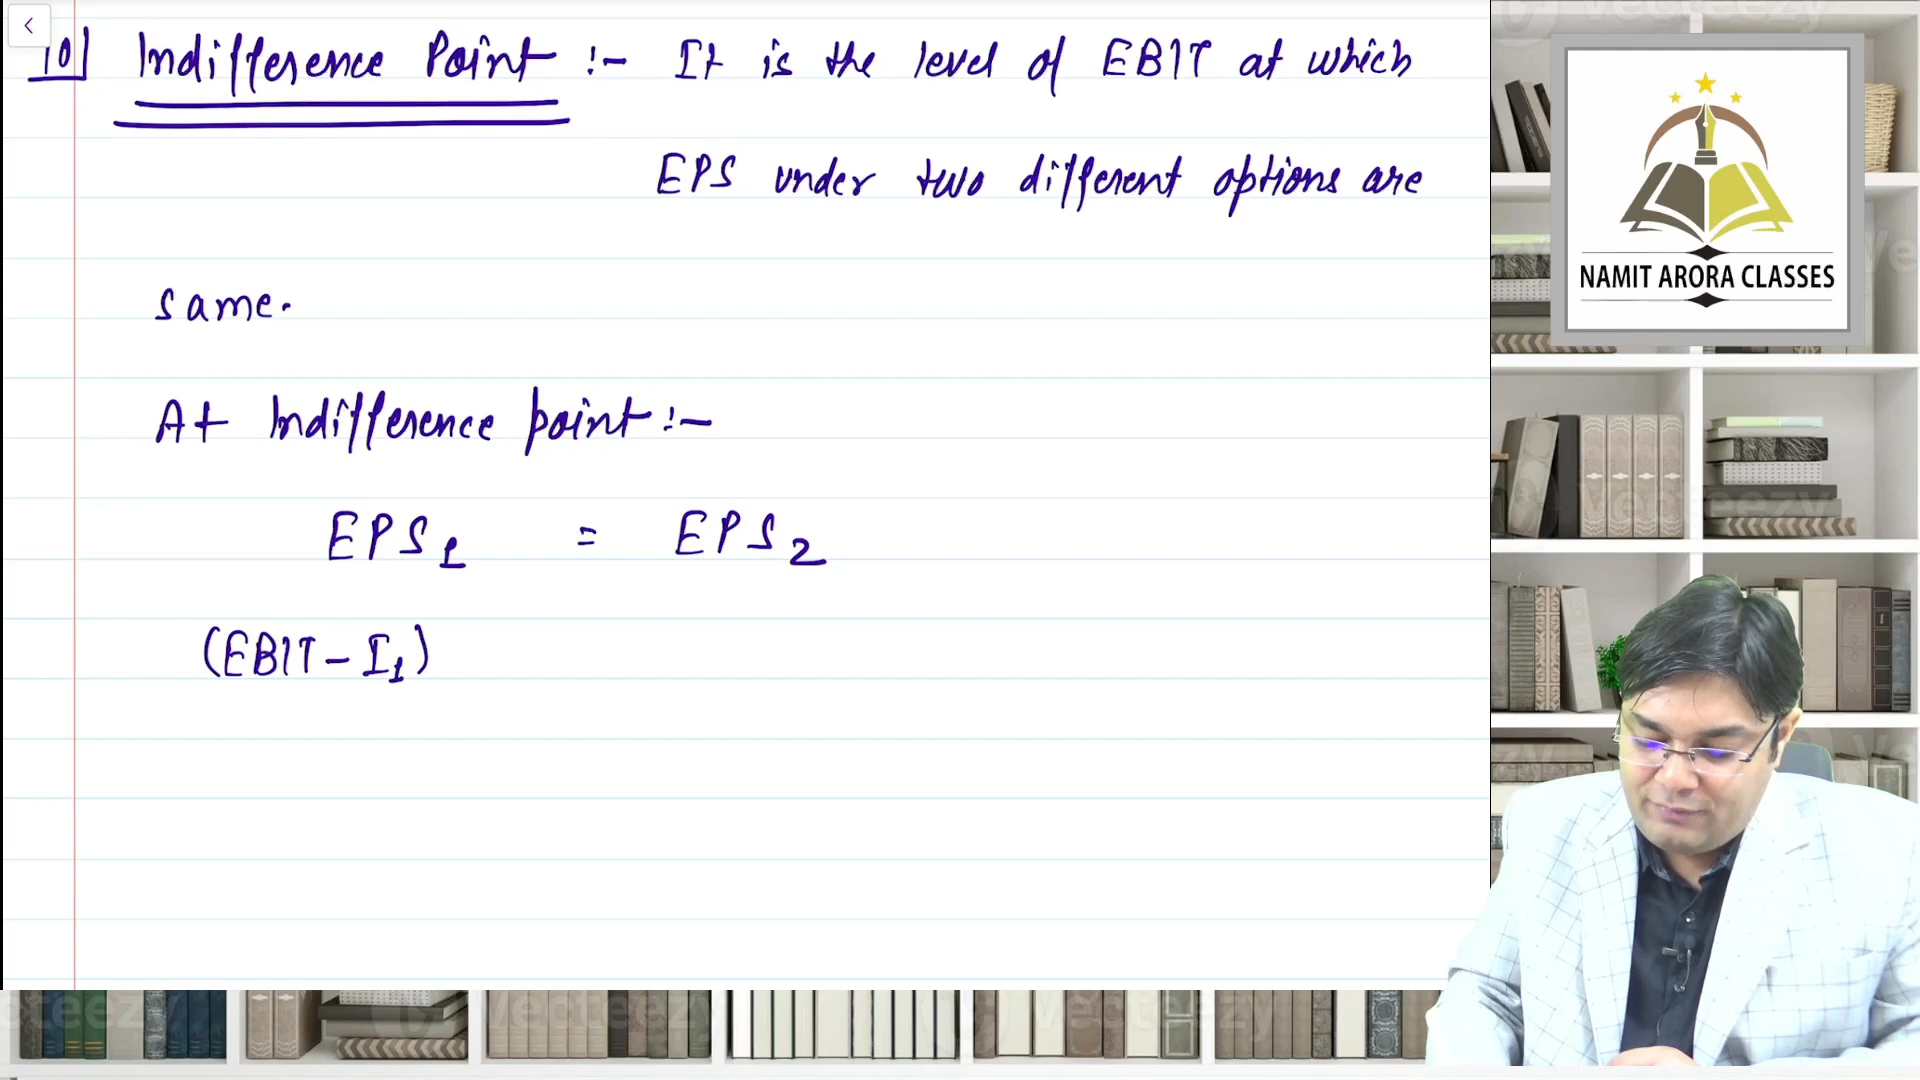 10| Indifference Point :- It is the level of EBIT at which
EPS under two different options are
same.
At Indifference point :-
EPS1 = EPS2
(EBIT - I1)
NAMIT ARORA CLASSES
vecteezy